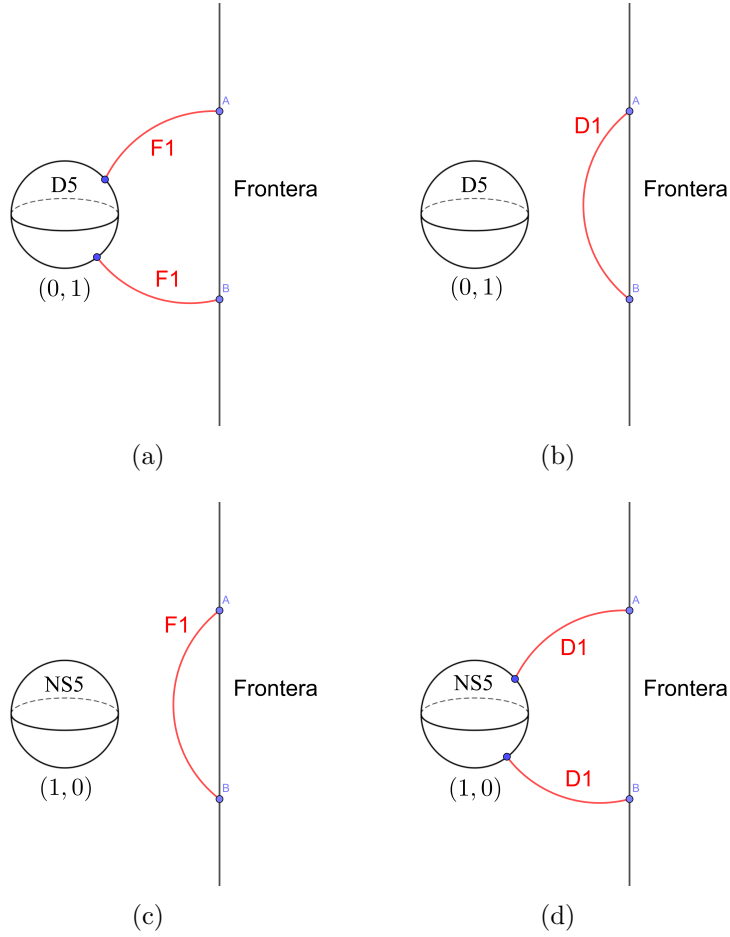 A
F1
D5
Frontera
F1
B
(0, 1)
(a)
A
D1
D5
Frontera
B
(0, 1)
(b)
A
F1
NS5
Frontera
B
(1, 0)
(c)
A
D1
NS5
Frontera
D1
B
(1, 0)
(d)